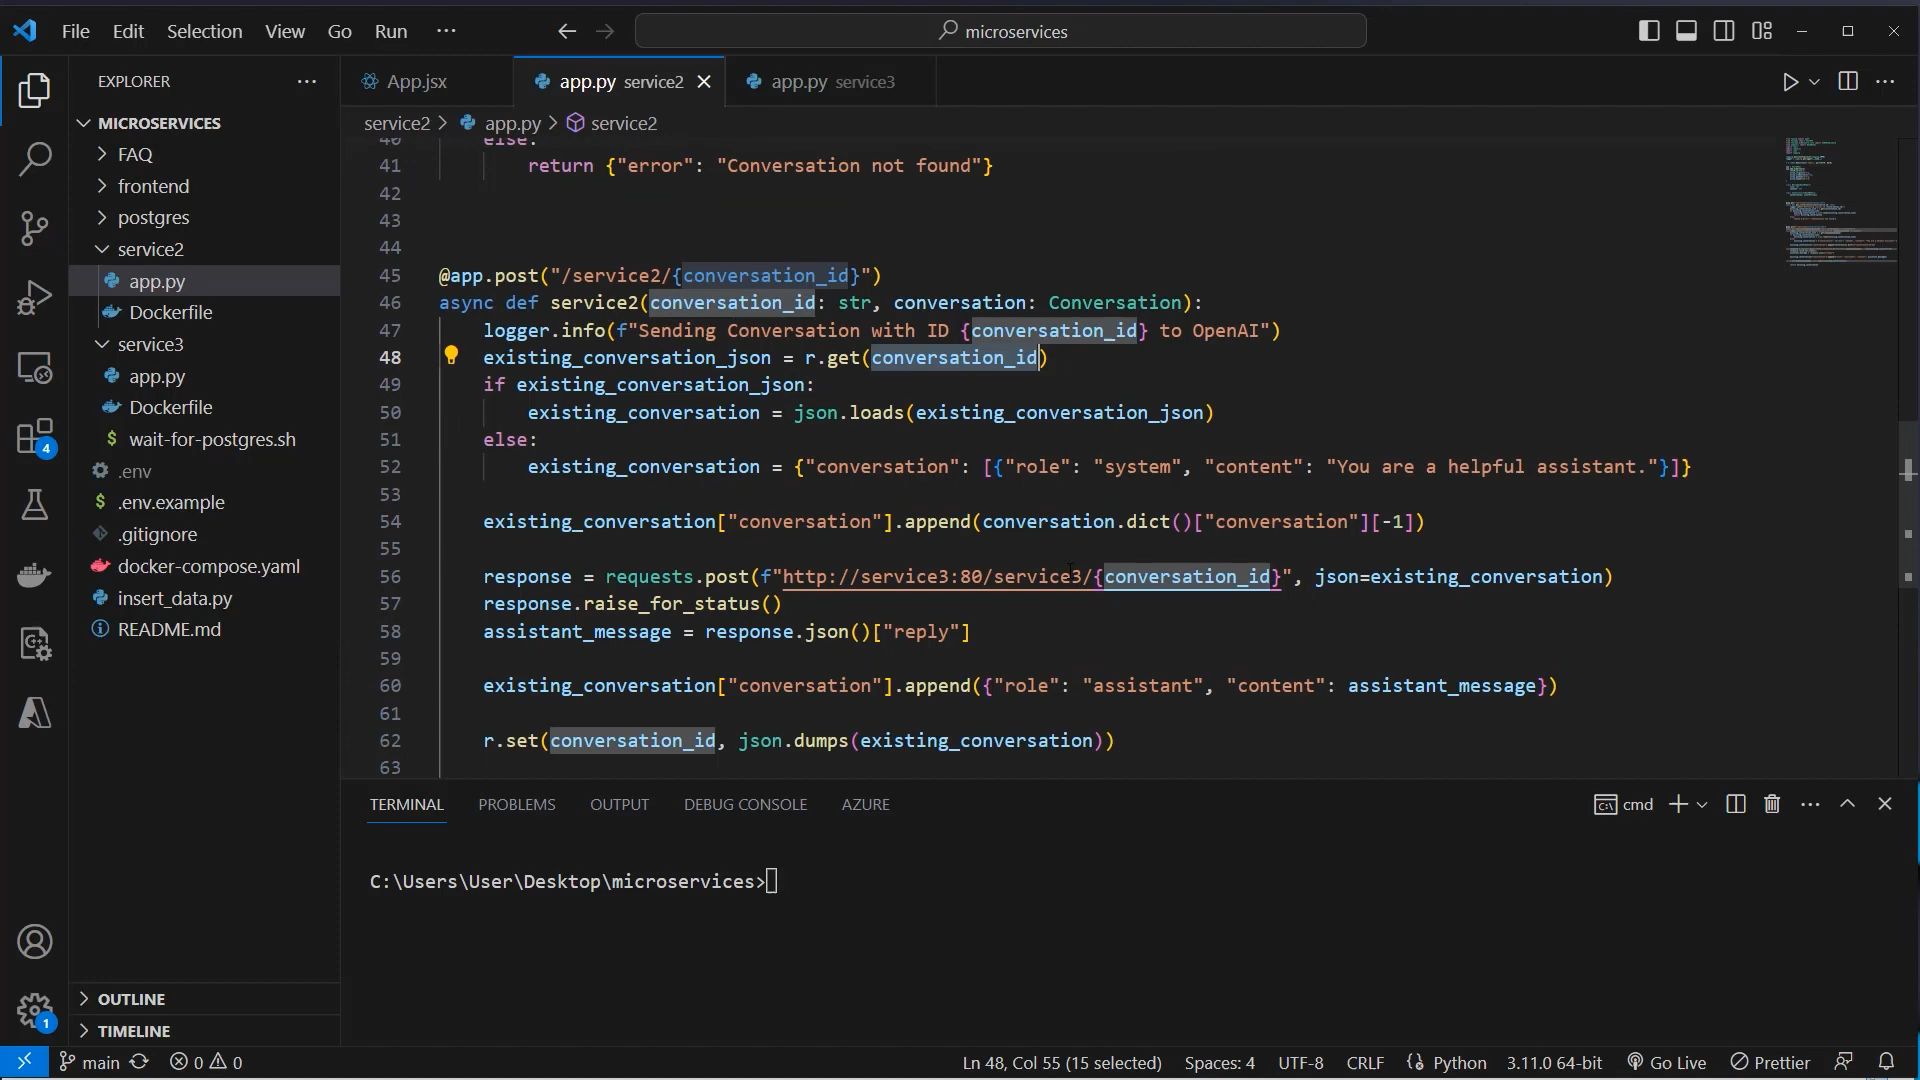 File Edit Selection View Go Run ···
microservices
EXPLORER
App.jsx
app.py service2
app.py service3
MICROSERVICES
FAQ
frontend
postgres
service2
app.py
Dockerfile
service3
app.py
Dockerfile
$ wait-for-postgres.sh
.env
$ .env.example
.gitignore
docker-compose.yaml
insert_data.py
README.md
OUTLINE
TIMELINE
4
1
service2 > app.py > service2
40 else:
41 return {"error": "Conversation not found"}
42
43
44
45 @app.post("/service2/{conversation_id}")
46 async def service2(conversation_id: str, conversation: Conversation):
47 logger.info(f"Sending Conversation with ID {conversation_id} to OpenAI")
48 existing_conversation_json = r.get(conversation_id)
49 if existing_conversation_json:
50 existing_conversation = json.loads(existing_conversation_json)
51 else:
52 existing_conversation = {"conversation": [{"role": "system", "content": "You are a helpful assistant."}]}
53
54 existing_conversation["conversation"].append(conversation.dict()["conversation"][-1])
55
56 response = requests.post(f"http://service3:80/service3/{conversation_id}", json=existing_conversation)
57 response.raise_for_status()
58 assistant_message = response.json()["reply"]
59
60 existing_conversation["conversation"].append({"role": "assistant", "content": assistant_message})
61
62 r.set(conversation_id, json.dumps(existing_conversation))
63
TERMINAL PROBLEMS OUTPUT DEBUG CONSOLE AZURE
cmd
C:\Users\User\Desktop\microservices>
main 0 0 Ln 48, Col 55 (15 selected) Spaces: 4 UTF-8 CRLF Python 3.11.0 64-bit Go Live Prettier